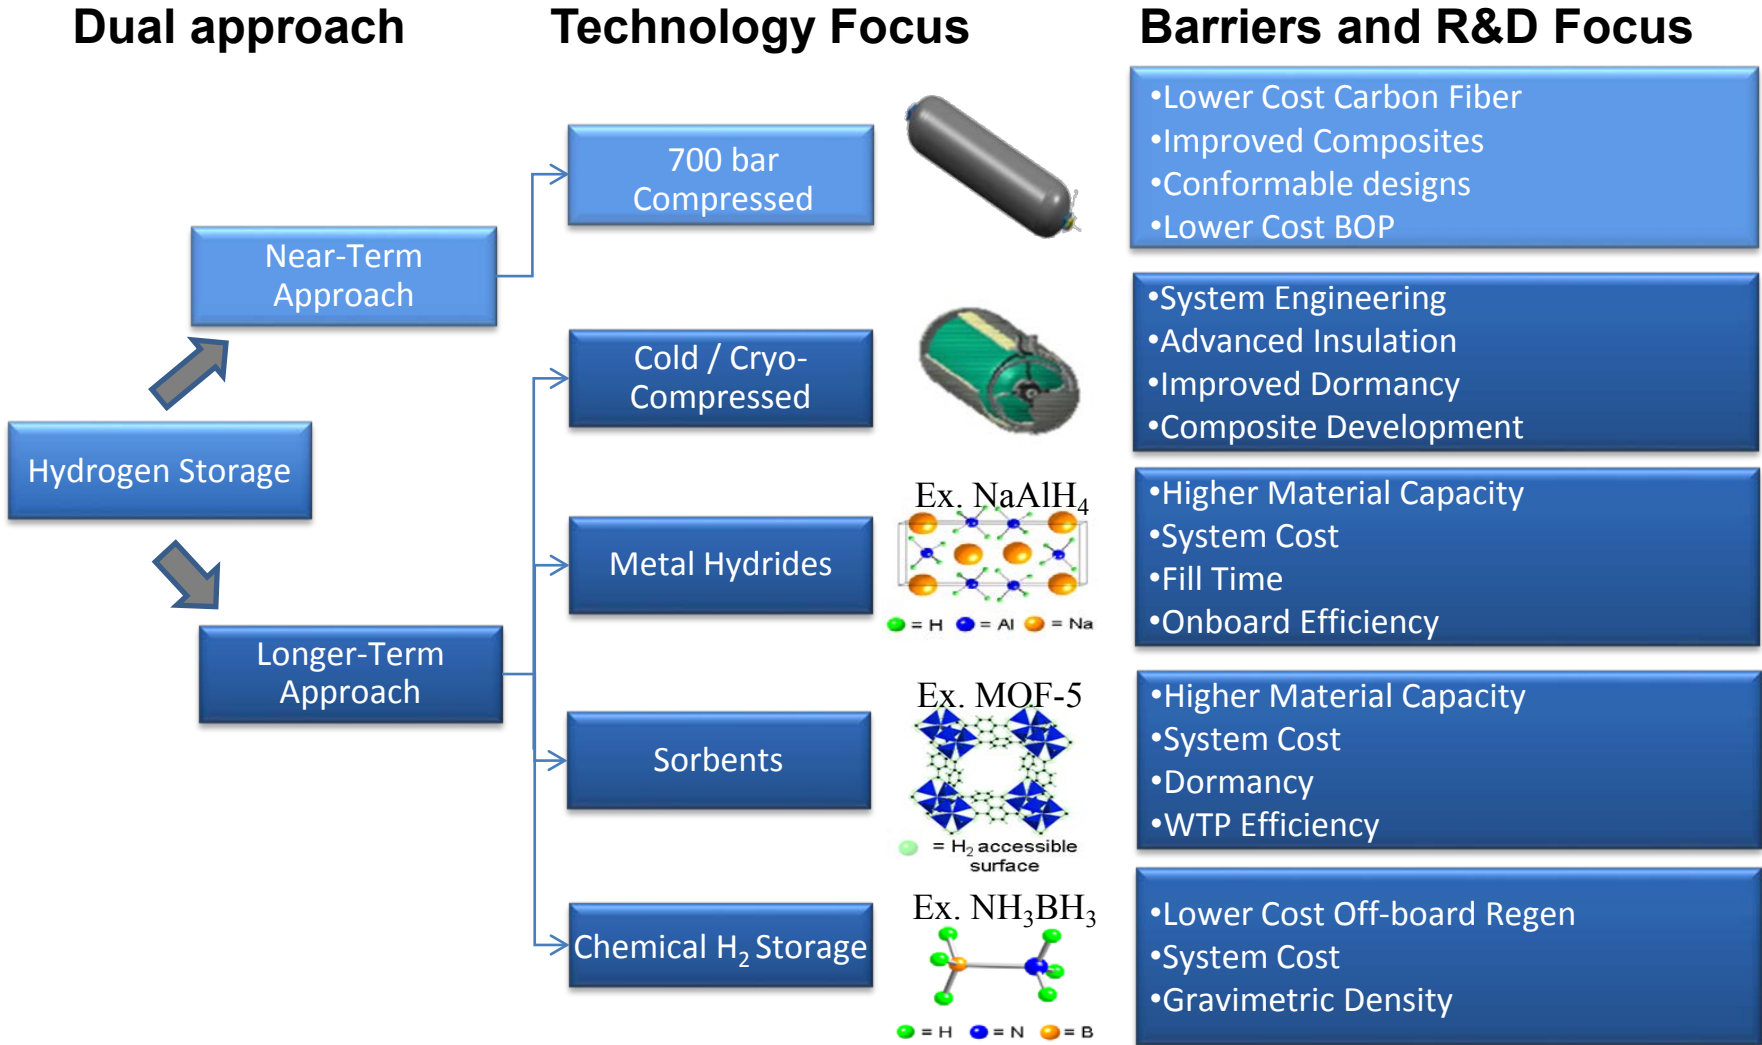 Dual approach
Technology Focus
Barriers and R&D Focus
Hydrogen Storage
Near-Term
Approach
Longer-Term
Approach
700 bar
Compressed
•Lower Cost Carbon Fiber
•Improved Composites
•Conformable designs
•Lower Cost BOP
Cold / Cryo-
Compressed
•System Engineering
•Advanced Insulation
•Improved Dormancy
•Composite Development
Metal Hydrides
Ex. NaAlH₄
= H = Al = Na
•Higher Material Capacity
•System Cost
•Fill Time
•Onboard Efficiency
Sorbents
Ex. MOF-5
= H₂ accessible
surface
•Higher Material Capacity
•System Cost
•Dormancy
•WTP Efficiency
Chemical H₂ Storage
Ex. NH₃BH₃
= H = N = B
•Lower Cost Off-board Regen
•System Cost
•Gravimetric Density